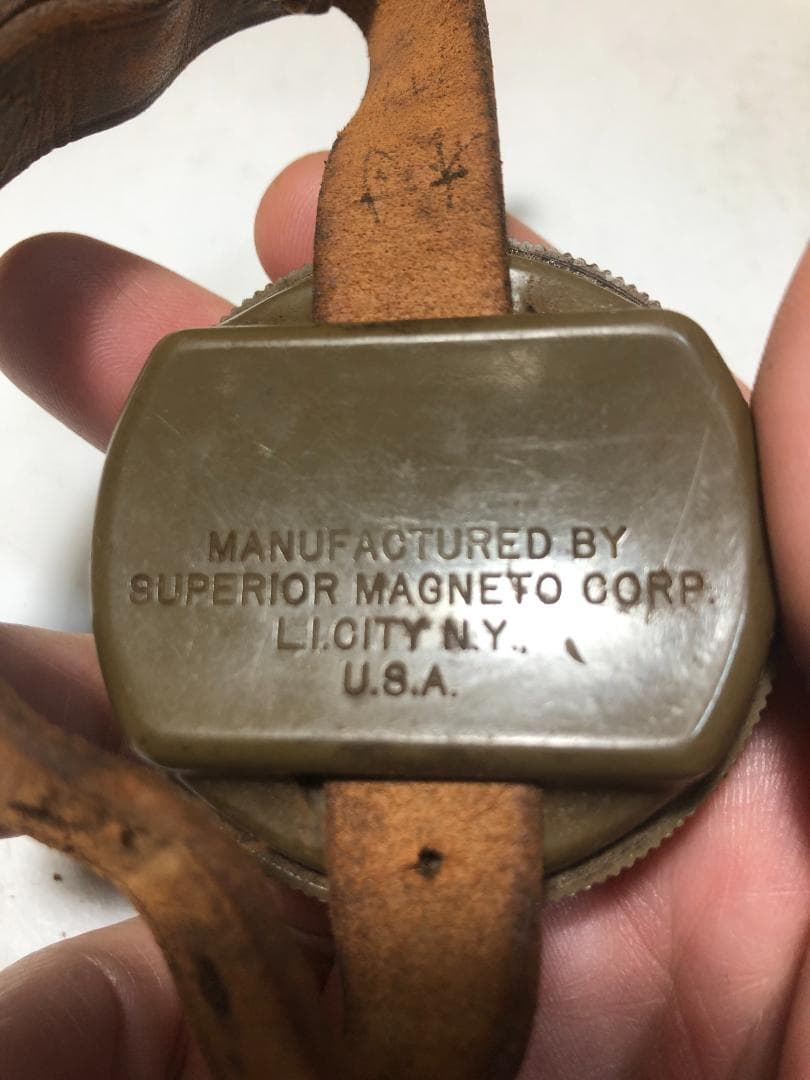 MANUFACTURED BY
SUPERIOR MAGNETO CORP.
L.I.CITY N.Y.,
U.S.A.